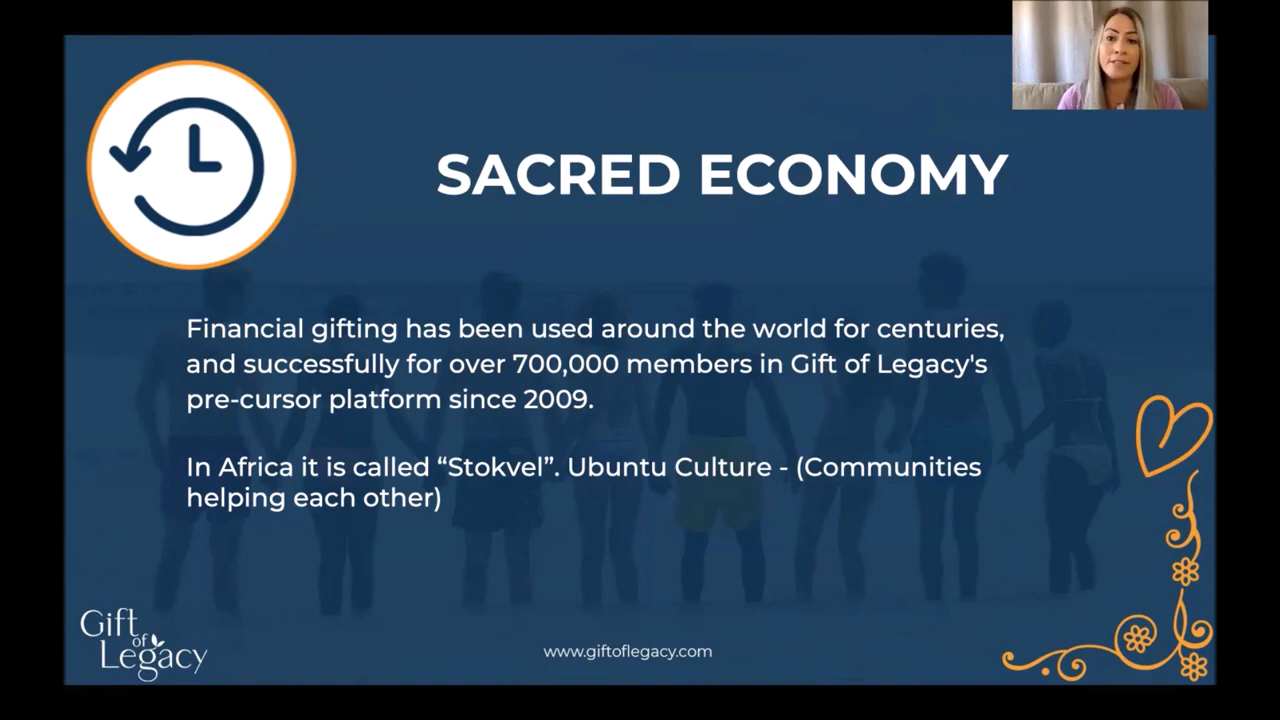 SACRED ECONOMY
Financial gifting has been used around the world for centuries,
and successfully for over 700,000 members in Gift of Legacy's
pre-cursor platform since 2009.
In Africa it is called “Stokvel”. Ubuntu Culture - (Communities
helping each other)
Gift
of
Legacy
www.giftoflegacy.com